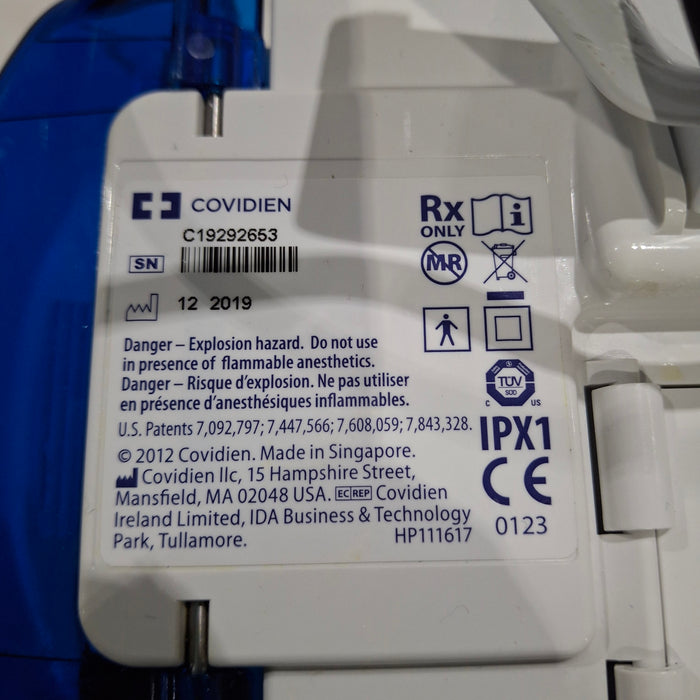 COVIDIEN
C19292653
SN
12 2019
Rx
ONLY
i
MR
Danger – Explosion hazard. Do not use
in presence of flammable anesthetics.
Danger – Risque d'explosion. Ne pas utiliser
en présence d'anesthésiques inflammables.
TÜV
SÜD
C US
U.S. Patents 7,092,797; 7,447,566; 7,608,059; 7,843,328.
IPX1
© 2012 Covidien. Made in Singapore.
Covidien llc, 15 Hampshire Street,
Mansfield, MA 02048 USA. EC REP Covidien
Ireland Limited, IDA Business & Technology
Park, Tullamore.
HP111617
CE
0123